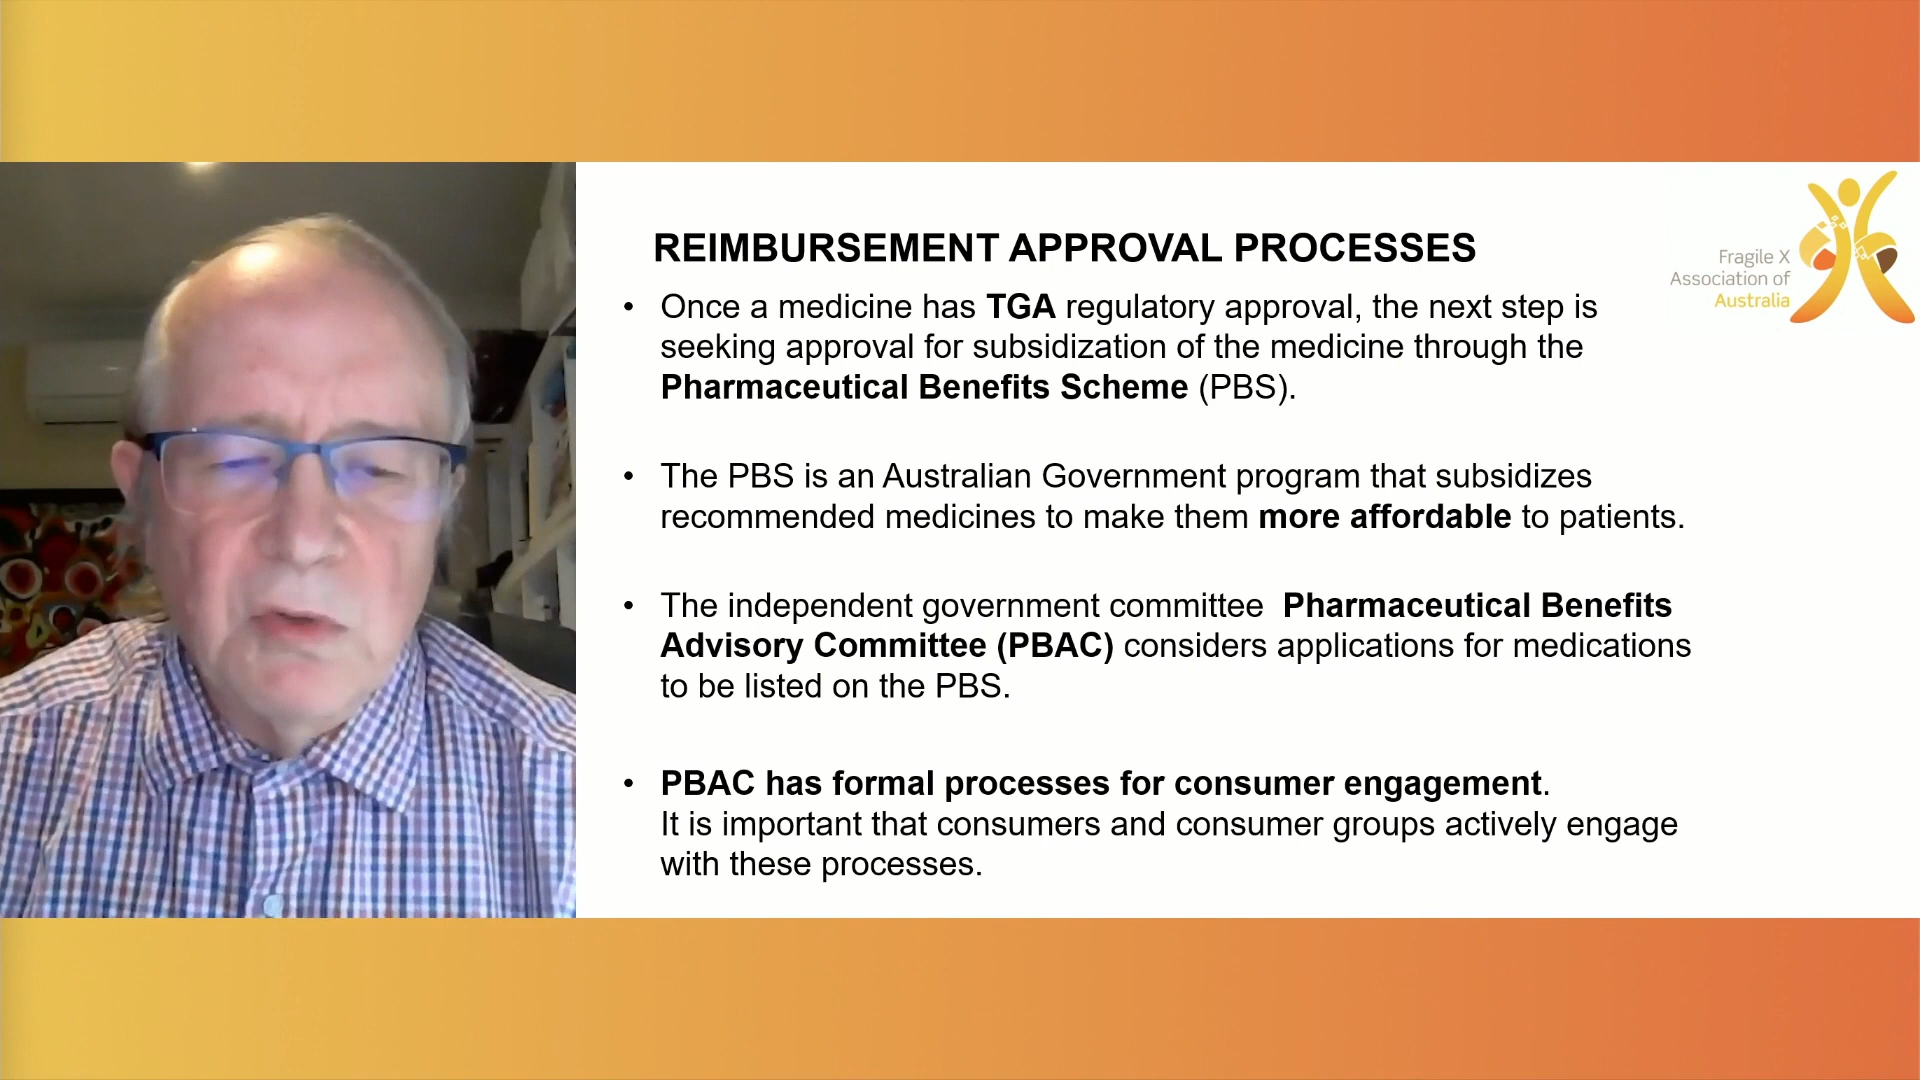 REIMBURSEMENT APPROVAL PROCESSES
Fragile X
Association of
Australia
• Once a medicine has TGA regulatory approval, the next step is
seeking approval for subsidization of the medicine through the
Pharmaceutical Benefits Scheme (PBS).
• The PBS is an Australian Government program that subsidizes
recommended medicines to make them more affordable to patients.
• The independent government committee  Pharmaceutical Benefits
Advisory Committee (PBAC) considers applications for medications
to be listed on the PBS.
• PBAC has formal processes for consumer engagement.
It is important that consumers and consumer groups actively engage
with these processes.